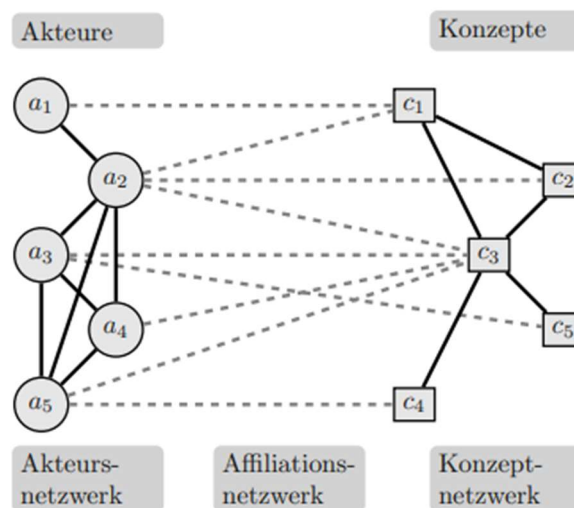 Akteure
Konzepte
a1
c1
a2
c2
a3
c3
a4
c5
a5
c4
Akteurs-
netzwerk
Affiliations-
netzwerk
Konzept-
netzwerk